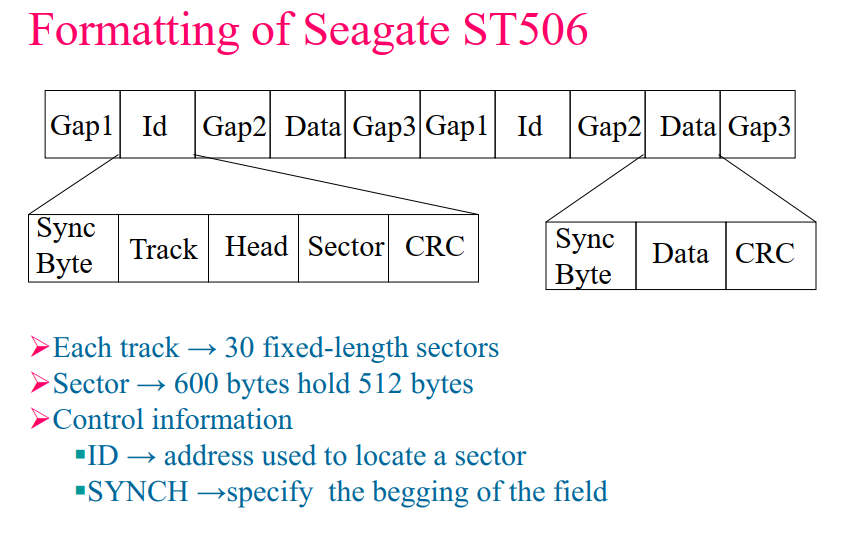 Formatting of Seagate ST506
Gap1 Id Gap2 Data Gap3 Gap1 Id Gap2 Data Gap3
Sync Byte Track Head Sector CRC
Sync Byte Data CRC
➢Each track → 30 fixed-length sectors
➢Sector → 600 bytes hold 512 bytes
➢Control information
▪ID → address used to locate a sector
▪SYNCH →specify the begging of the field